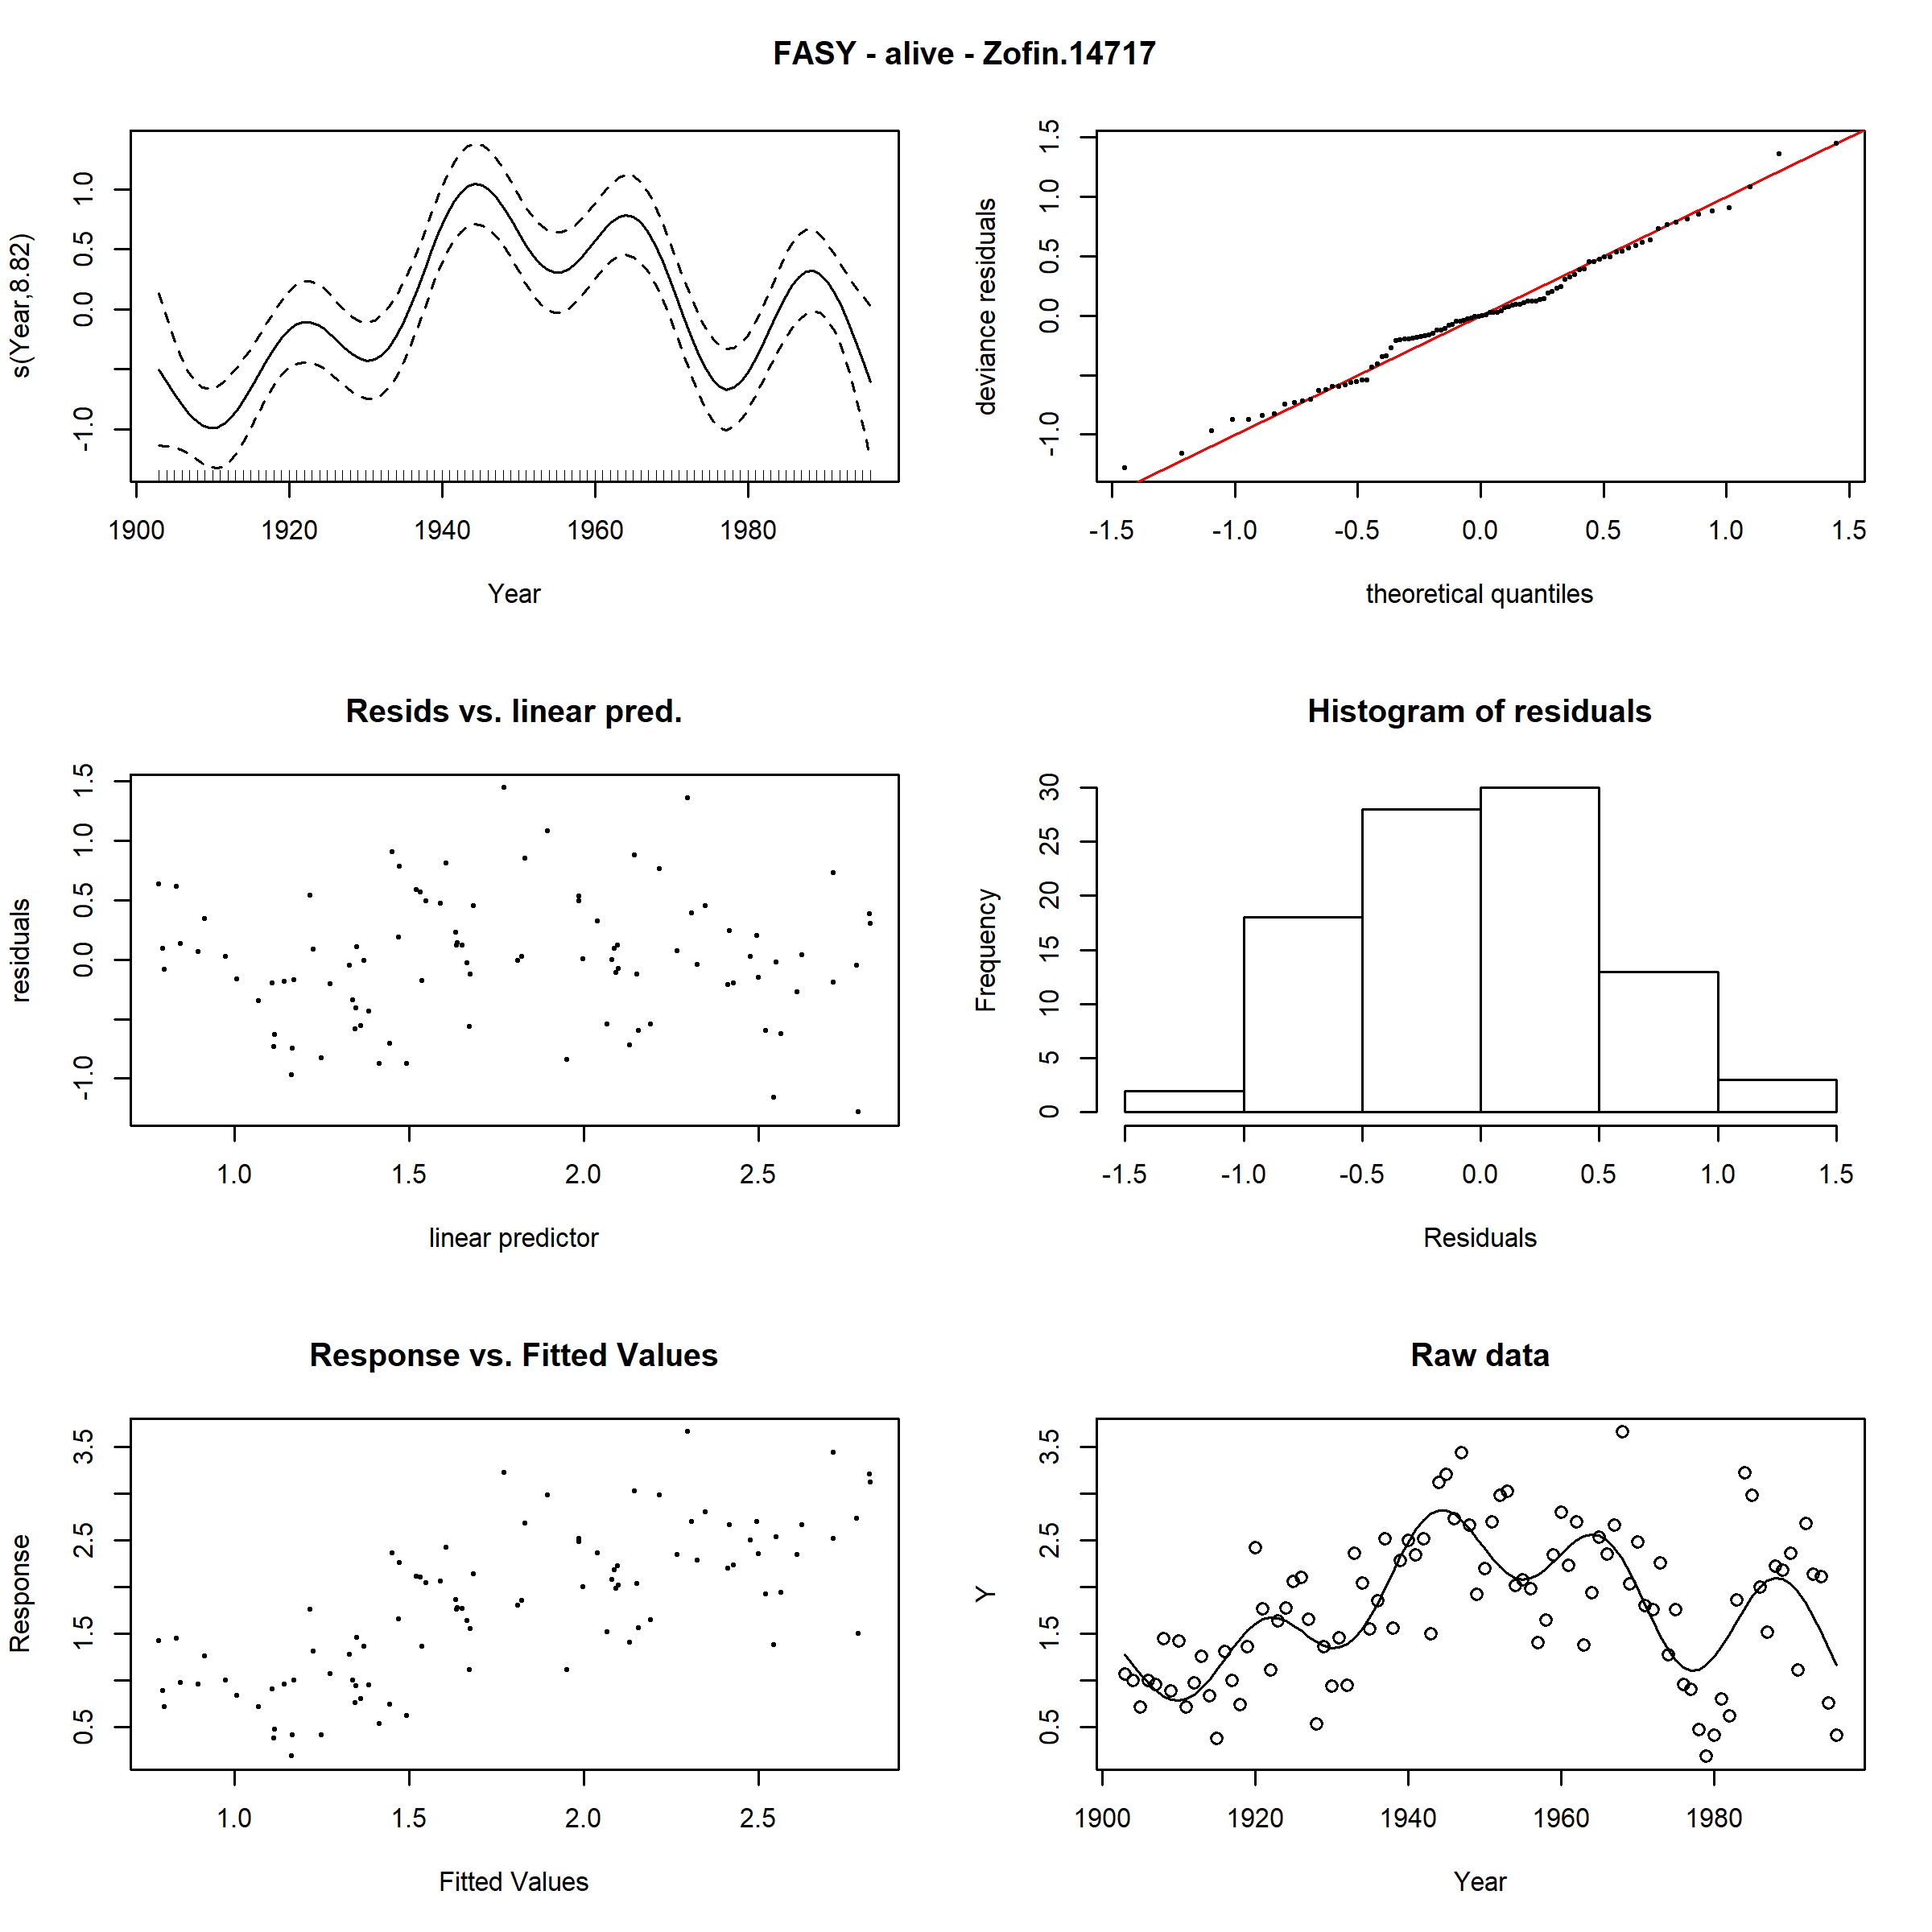 FASY - alive - Zofin.14717
s(Year,8.82)
-1.0 0.0 0.5 1.0
1900 1920 1940 1960 1980
Year
deviance residuals
-1.0 0.0 0.5 1.0 1.5
-1.5 -1.0 -0.5 0.0 0.5 1.0 1.5
theoretical quantiles
Resids vs. linear pred.
residuals
-1.0 0.0 0.5 1.0 1.5
1.0 1.5 2.0 2.5
linear predictor
Histogram of residuals
Frequency
0 5 10 15 20 25 30
-1.5 -1.0 -0.5 0.0 0.5 1.0 1.5
Residuals
Response vs. Fitted Values
Response
0.5 1.5 2.5 3.5
1.0 1.5 2.0 2.5
Fitted Values
Raw data
Y
0.5 1.5 2.5 3.5
1900 1920 1940 1960 1980
Year